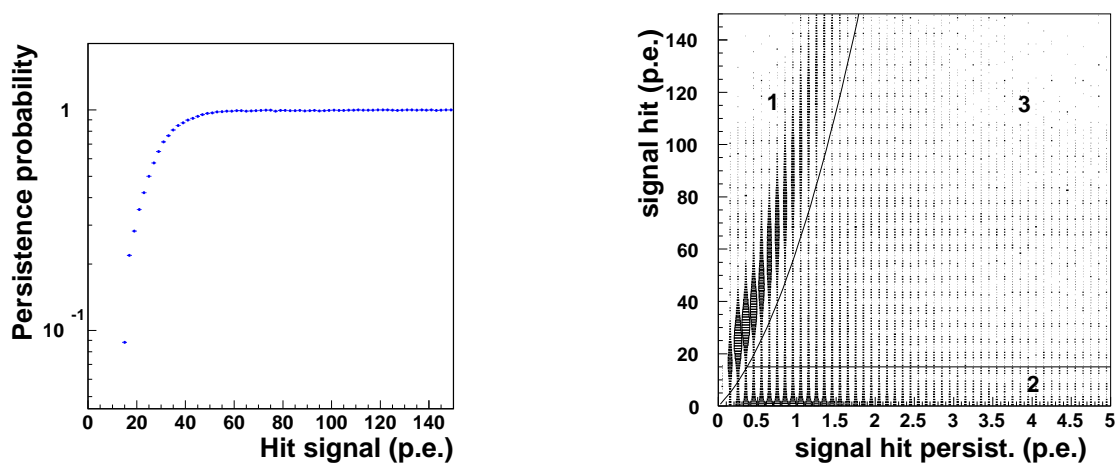 Persistence probability
1
10 -1
0 20 40 60 80 100 120 140
Hit signal (p.e.)
signal hit (p.e.)
140
120
100
80
60
40
20
0
1
3
2
0 0.5 1 1.5 2 2.5 3 3.5 4 4.5 5
signal hit persist. (p.e.)